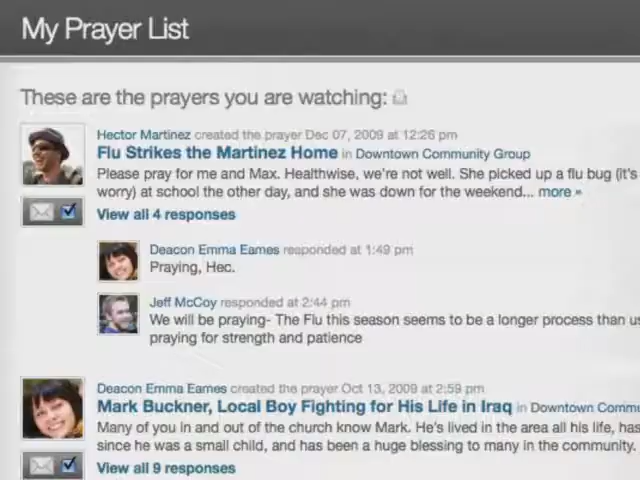 My Prayer List
These are the prayers you are watching:
Hector Martinez created the prayer Dec 07, 2009 at 12:26 pm
Flu Strikes the Martinez Home in Downtown Community Group
Please pray for me and Max. Healthwise, we're not well. She picked up a flu bug (it's
worry) at school the other day, and she was down for the weekend... more »
View all 4 responses
Deacon Emma Eames responded at 1:49 pm
Praying, Hec.
Jeff McCoy responded at 2:44 pm
We will be praying- The Flu this season seems to be a longer process than
praying for strength and patience
Deacon Emma Eames created the prayer Oct 13, 2009 at 2:59 pm
Mark Buckner, Local Boy Fighting for His Life in Iraq in Downtown
Many of you in and out of the church know Mark. He's lived in the area all his life, has
since he was a small child, and has been a huge blessing to many in the community.
View all 9 responses